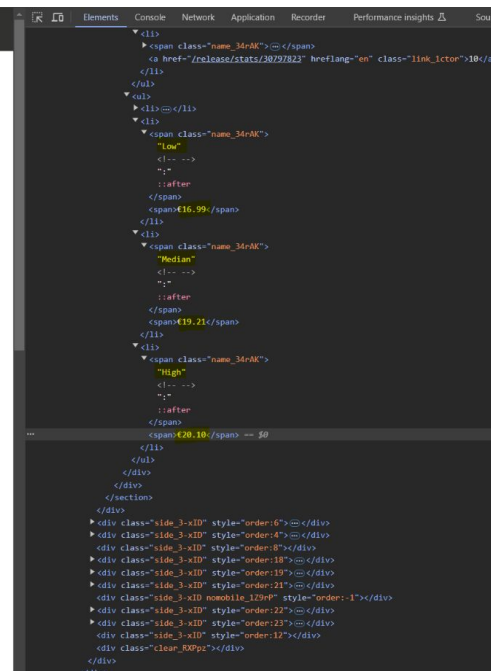 Elements Console Network Application Recorder Performance insights Sou
<li>
<span class="name_34rAK">…</span>
<a href="/release/stats/30797823" hreflang="en" class="link_1ctor">10</a
</li>
</ul>
<ul>
<li>…</li>
<li>
<span class="name_34rAK">
"Low"
<!-- -->
":"
::after
</span>
<span>€16.99</span>
</li>
<li>
<span class="name_34rAK">
"Median"
<!-- -->
":"
::after
</span>
<span>€19.21</span>
</li>
<li>
<span class="name_34rAK">
"High"
<!-- -->
":"
::after
</span>
… <span>€20.10</span> == $0
</li>
</ul>
</div>
</div>
</section>
</div>
<div class="side_3-xID" style="order:6">…</div>
<div class="side_3-xID" style="order:4">…</div>
<div class="side_3-xID" style="order:8"></div>
<div class="side_3-xID" style="order:18">…</div>
<div class="side_3-xID" style="order:19">…</div>
<div class="side_3-xID" style="order:21">…</div>
<div class="side_3-xID nomobile_1Z9rP" style="order:-1"></div>
<div class="side_3-xID" style="order:22">…</div>
<div class="side_3-xID" style="order:23">…</div>
<div class="side_3-xID" style="order:12"></div>
<div class="clear_RXPpz"></div>
</div>